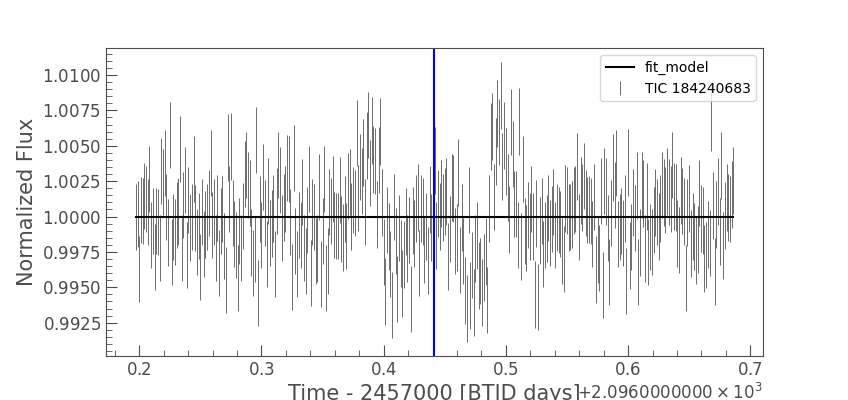 fit_model
TIC 184240683
1.0100
1.0075
1.0050
1.0025
1.0000
0.9975
0.9950
0.9925
Normalized Flux
0.2 0.3 0.4 0.5 0.6 0.7
Time - 2457000 [BTJD days]
+2.0960000000 × 10³